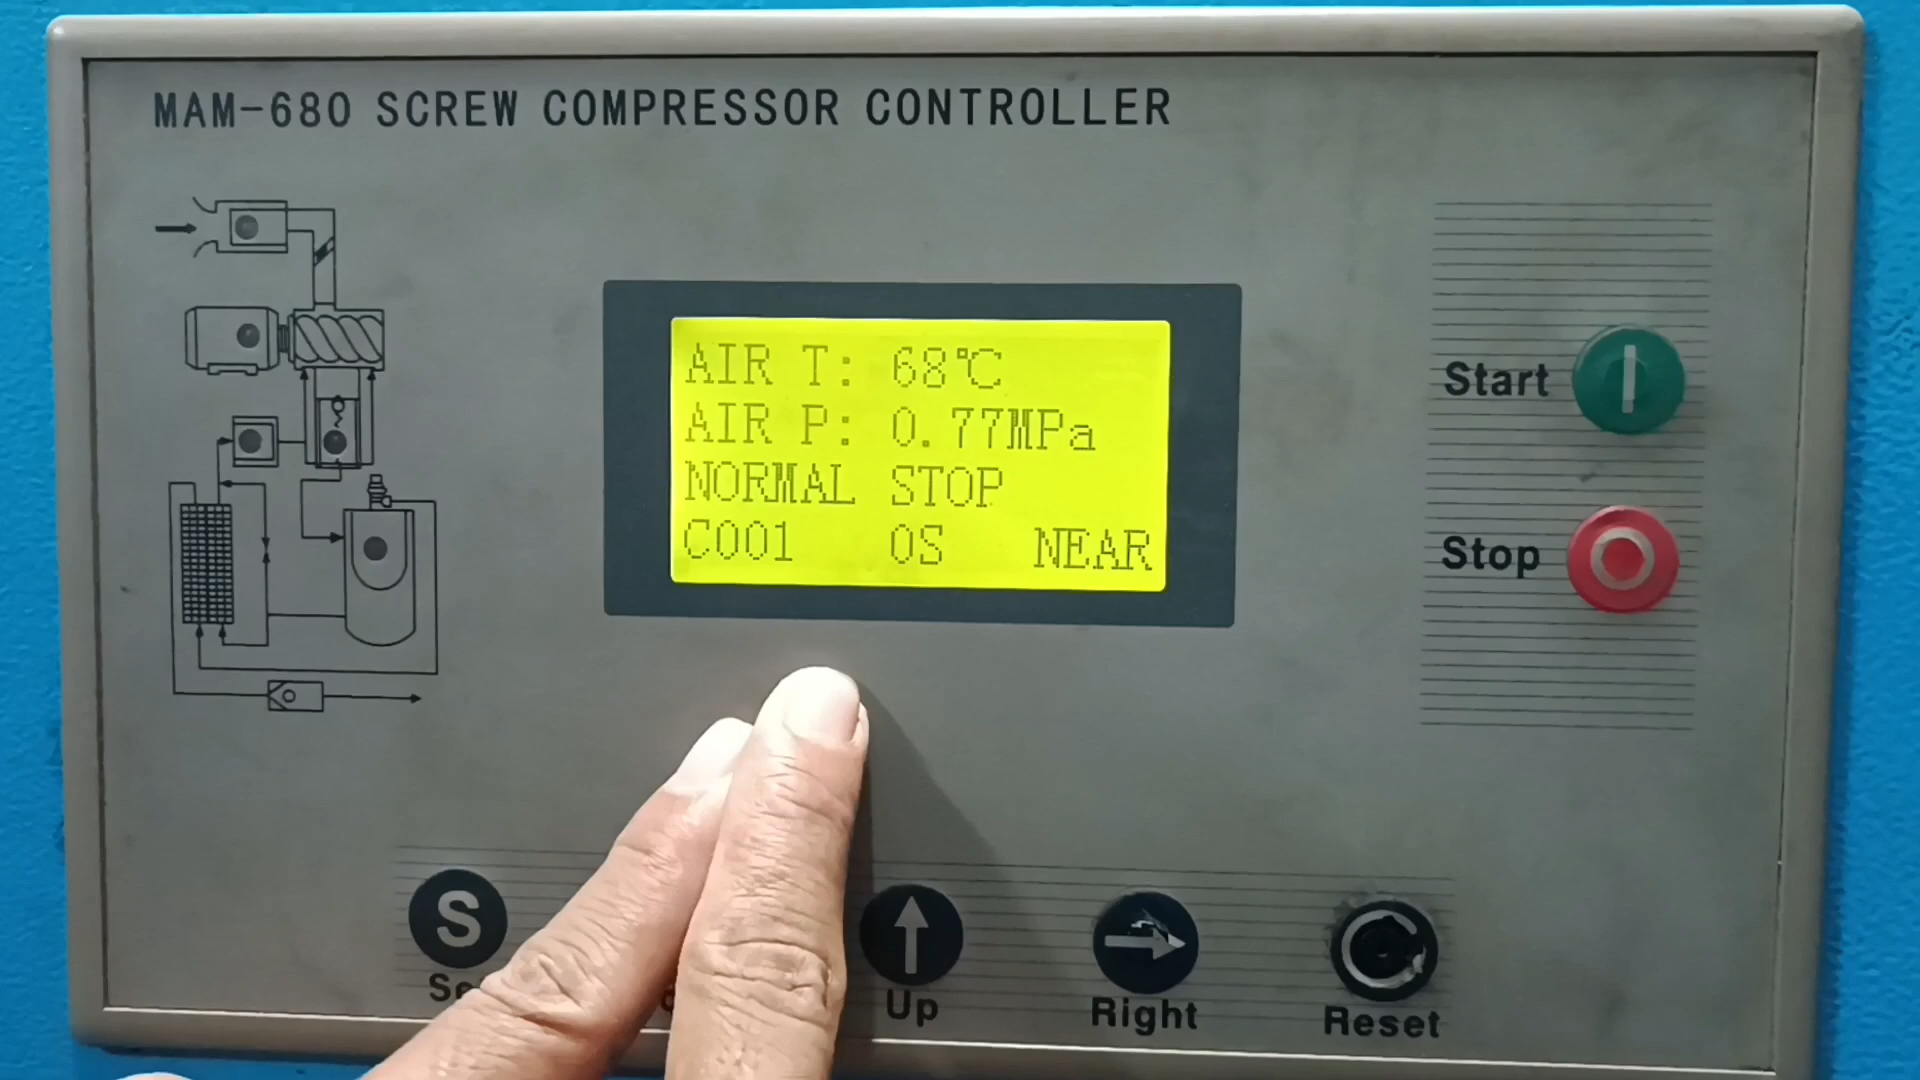 MAM-680 SCREW COMPRESSOR CONTROLLER
AIR T: 68℃
AIR P: 0.77MPa
NORMAL STOP
C001 0S NEAR
Start
Stop
S
Up
Right
Reset